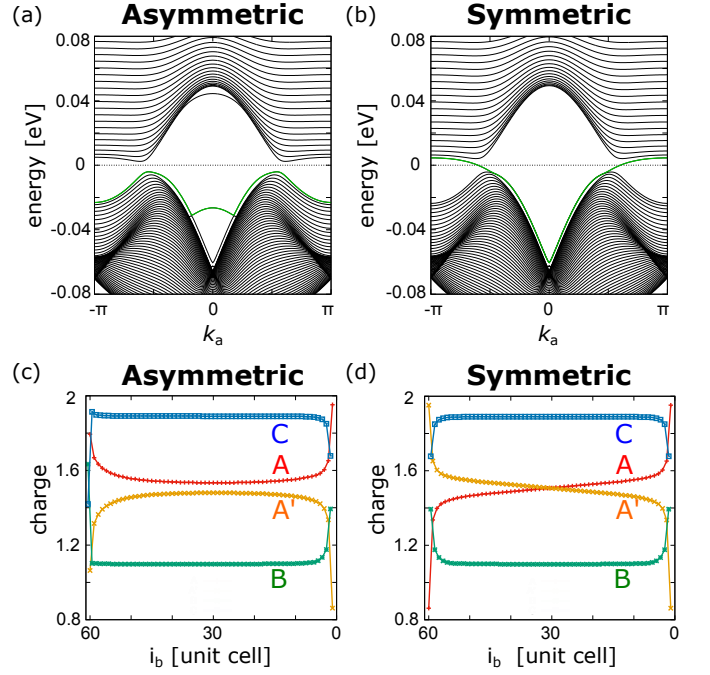 (a) Asymmetric (b) Symmetric
0.08 0.08
0.04 0.04
0 0
-0.04 -0.04
-0.08 -0.08
energy [eV] energy [eV]
-π 0 π -π 0 π
kₐ kₐ
(c) Asymmetric (d) Symmetric
2 2
1.6 1.6
1.2 1.2
0.8 0.8
charge charge
C C
A A
A' A'
B B
60 30 0 60 30 0
i_b [unit cell] i_b [unit cell]